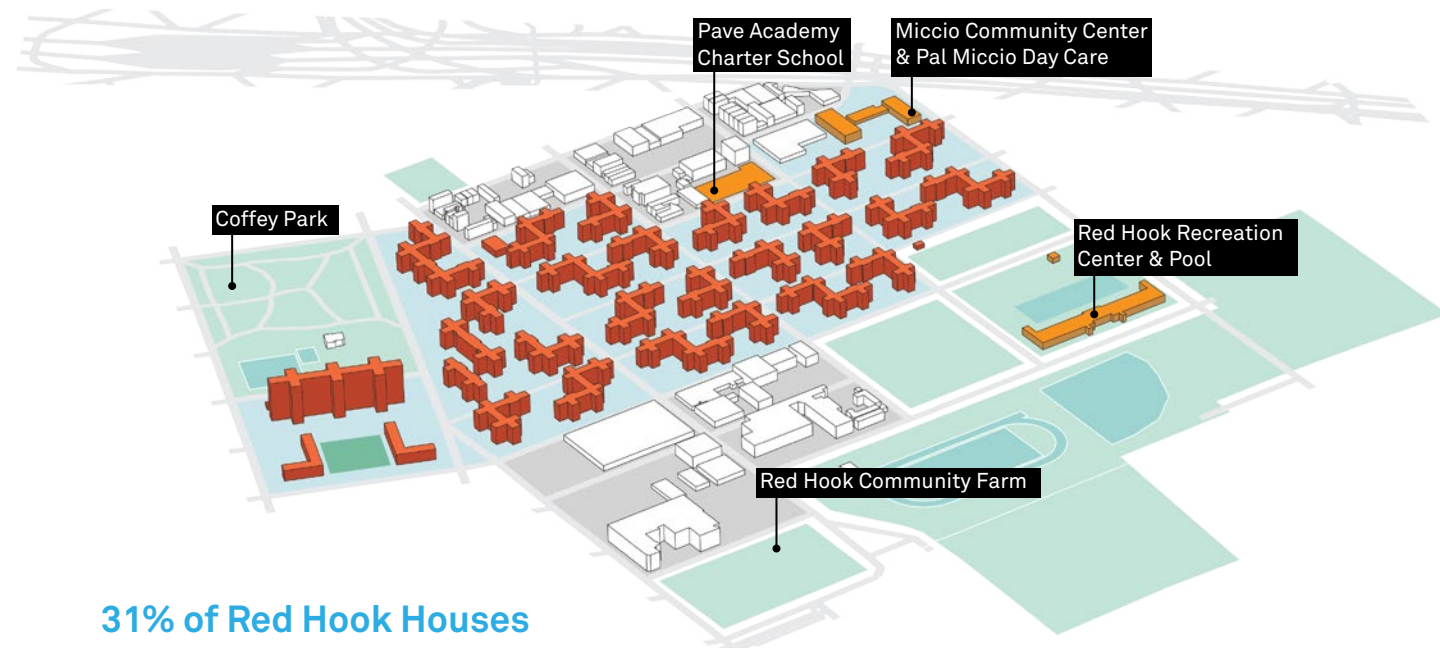 Pave Academy
Charter School
Miccio Community Center
& Pal Miccio Day Care
Coffey Park
Red Hook Recreation
Center & Pool
Red Hook Community Farm
31% of Red Hook Houses